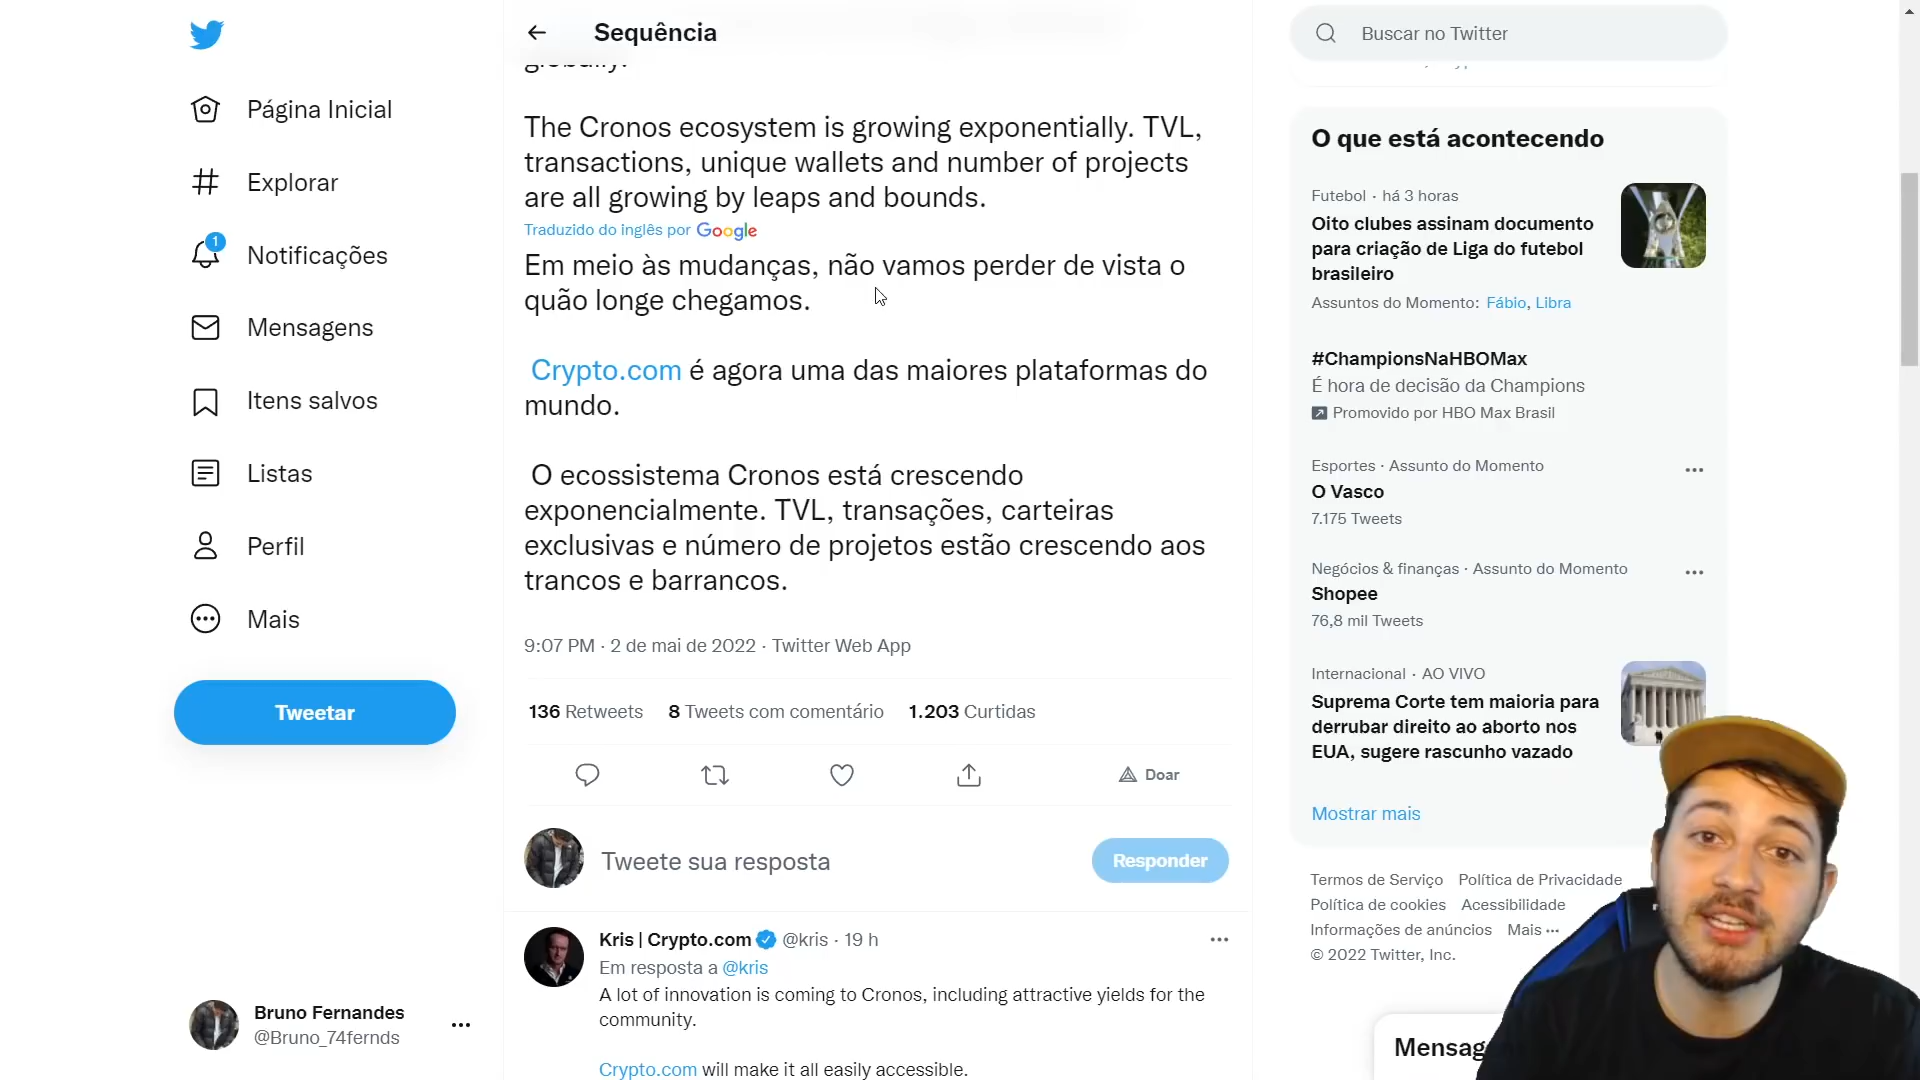 Sequência
Buscar no Twitter
Página Inicial
Explorar
1
Notificações
Mensagens
Itens salvos
Listas
Perfil
Mais
Tweetar
Bruno Fernandes
@Bruno_74fernds
globally.
The Cronos ecosystem is growing exponentially. TVL,
transactions, unique wallets and number of projects
are all growing by leaps and bounds.
Traduzido do inglês por Google
Em meio às mudanças, não vamos perder de vista o
quão longe chegamos.
Crypto.com é agora uma das maiores plataformas do
mundo.
O ecossistema Cronos está crescendo
exponencialmente. TVL, transações, carteiras
exclusivas e número de projetos estão crescendo aos
trancos e barrancos.
9:07 PM · 2 de mai de 2022 · Twitter Web App
136 Retweets 8 Tweets com comentário 1.203 Curtidas
Doar
Tweete sua resposta
Responder
Kris | Crypto.com @kris · 19 h
Em resposta a @kris
A lot of innovation is coming to Cronos, including attractive yields for the
community.
Crypto.com will make it all easily accessible.
O que está acontecendo
Futebol · há 3 horas
Oito clubes assinam documento
para criação de Liga do futebol
brasileiro
Assuntos do Momento: Fábio, Libra
#ChampionsNaHBOMax
É hora de decisão da Champions
Promovido por HBO Max Brasil
Esportes · Assunto do Momento
O Vasco
7.175 Tweets
Negócios & finanças · Assunto do Momento
Shopee
76,8 mil Tweets
Internacional · AO VIVO
Suprema Corte tem maioria para
derrubar direito ao aborto nos
EUA, sugere rascunho vazado
Mostrar mais
Termos de Serviço Política de Privacidade
Política de cookies Acessibilidade
Informações de anúncios Mais
© 2022 Twitter, Inc.
Mensag